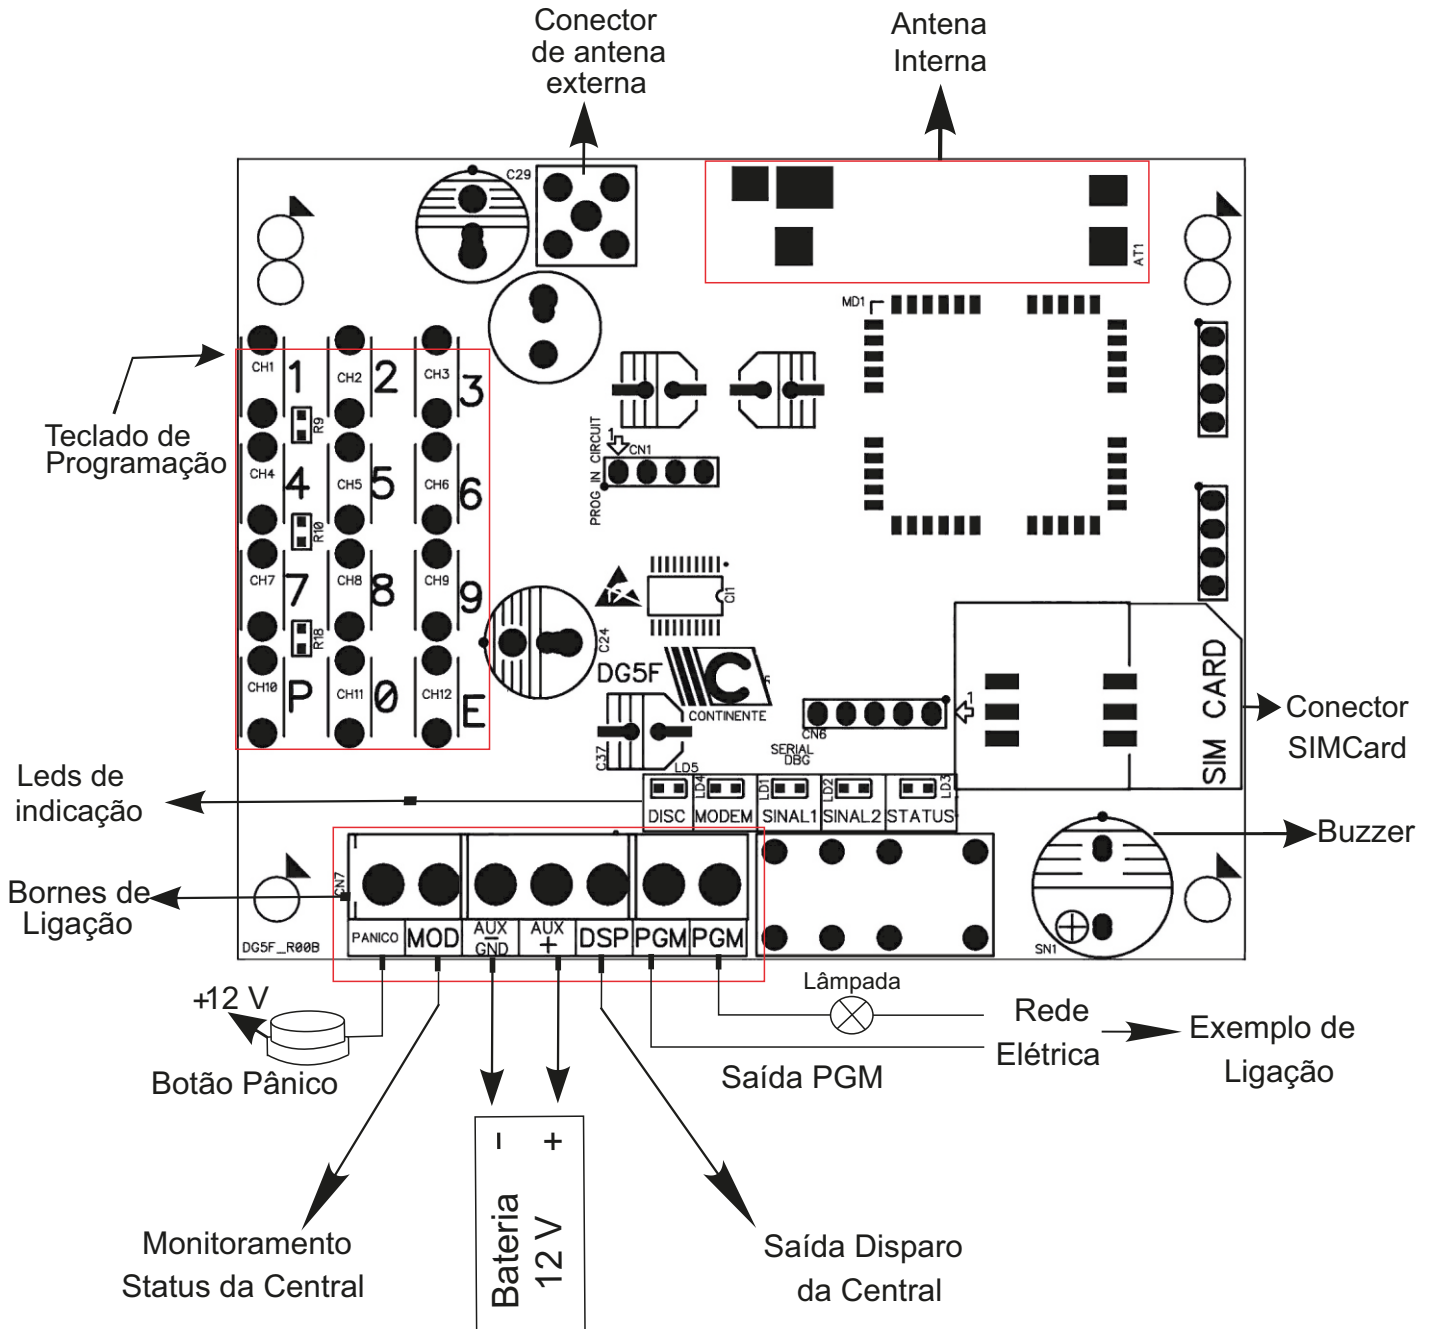 Conector
de antena
externa
Antena
Interna
C29
AT1
MD1
CH1
1
CH2
2
CH3
3
R9
Teclado de
Programação
CH4
4
CH5
5
CH6
6
R10
PROG IN CIRCUIT
1
CN1
CH7
7
CH8
8
CH9
9
R18
CI1
C24
DG5F
C
CONTINENTE
CH10
P
CH11
0
CH12
E
C37
CN6
1
SERIAL
DBG
SIM CARD
Conector
SIMCard
Leds de
indicação
LD5
LD4
LD1
LD2
LD3
DISC
MODEM
SINAL1
SINAL2
STATUS
Buzzer
Bornes de
Ligação
CN7
DG5F_R00B
PANICO
MOD
AUX
-
GND
AUX
+
DSP
PGM
PGM
SN1
+12 V
Botão Pânico
Lâmpada
Saída PGM
Rede
Elétrica
Exemplo de
Ligação
- +
Bateria
12 V
Monitoramento
Status da Central
Saída Disparo
da Central